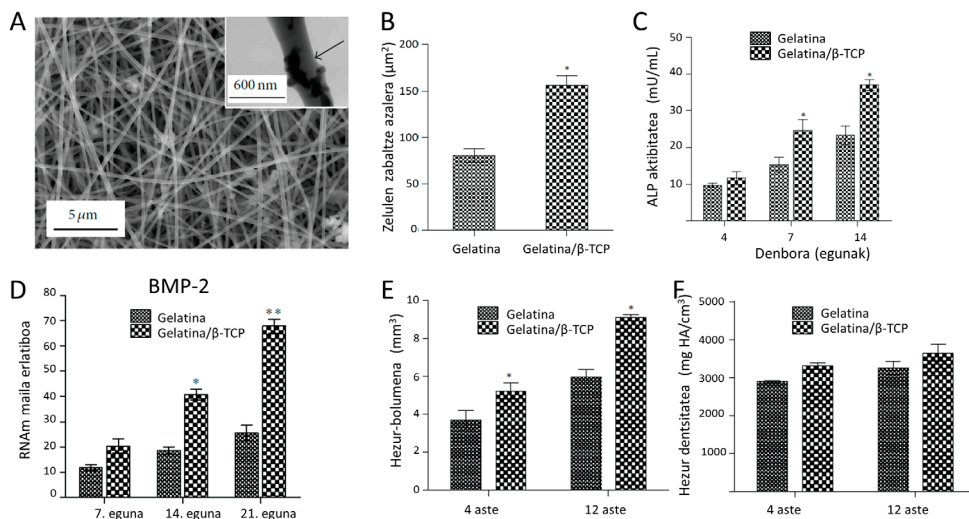 A
600 nm
5 µm
B
Zelulen zabaltze azalera (µm²)
200
150
100
50
0
*
Gelatina
Gelatina/β-TCP
C
Gelatina
Gelatina/β-TCP
ALP aktibitatea (mU/mL)
50
40
30
20
10
*
*
4
7
14
Denbora (egunak)
D
BMP-2
Gelatina
Gelatina/β-TCP
RNAm maila erlatiboa
70
60
50
40
30
20
10
0
*
**
7. eguna
14. eguna
21. eguna
E
Gelatina
Gelatina/β-TCP
Hezur-bolumena (mm³)
10
8
6
4
2
0
*
*
4 aste
12 aste
F
Gelatina
Gelatina/β-TCP
Hezur dentsitatea (mg HA/cm³)
5000
4000
3000
2000
1000
0
4 aste
12 aste